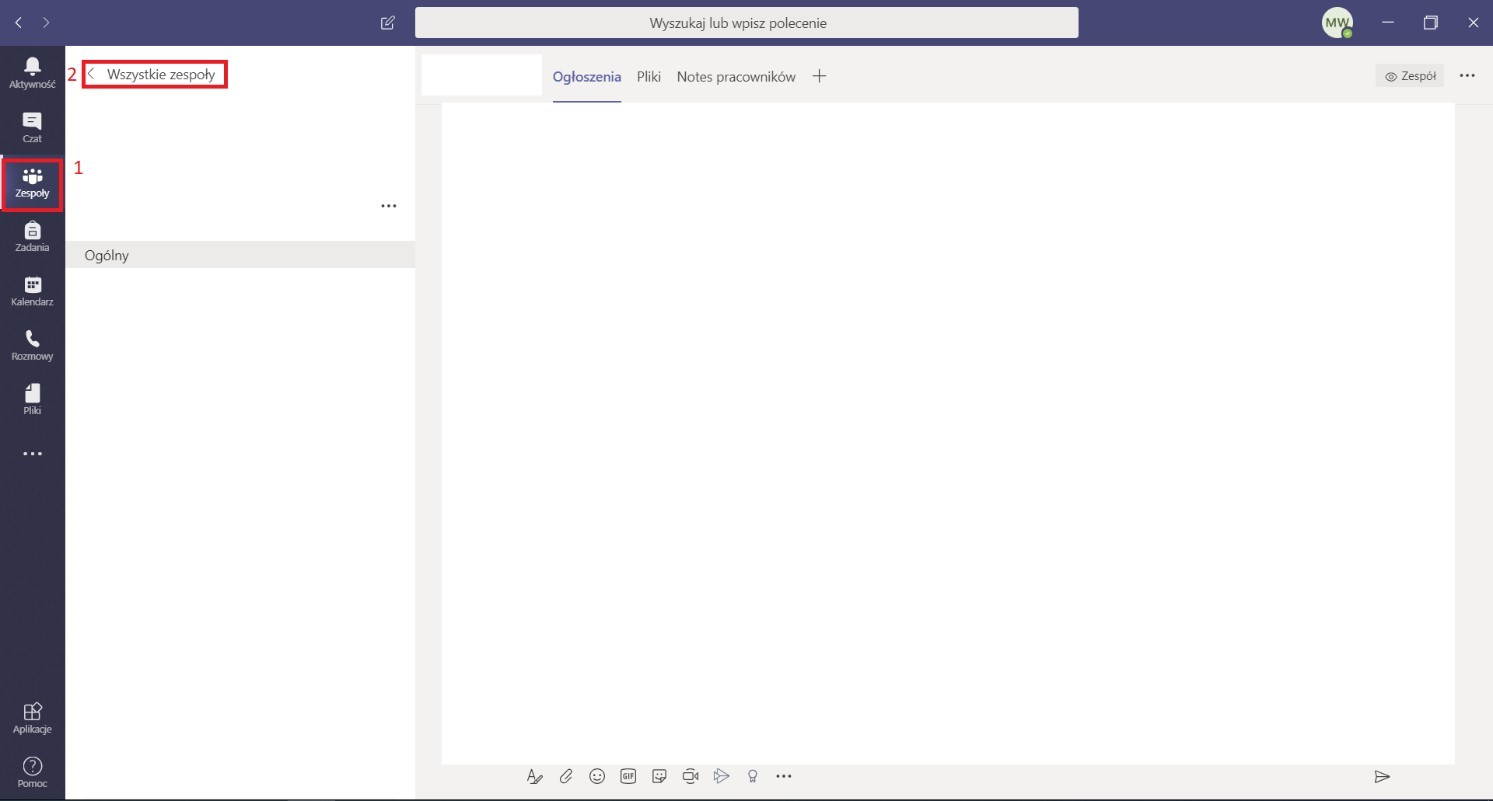 Wyszukaj lub wpisz polecenie
MW
Aktywność
2
Wszystkie zespoły
Ogłoszenia Pliki Notes pracowników
Zespół
Czat
1
Zespoły
Zadania
Ogólny
Kalendarz
Rozmowy
Pliki
Aplikacje
Pomoc
GIF